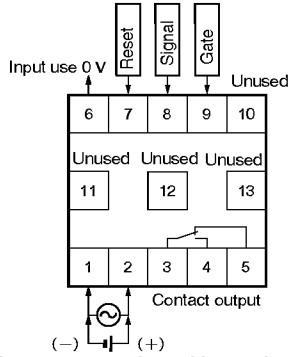 Reset
Signal
Gate
Input use 0 V
Unused
6 7 8 9 10
Unused Unused Unused
11 12 13
1 2 3 4 5
Contact output
(−) (+)